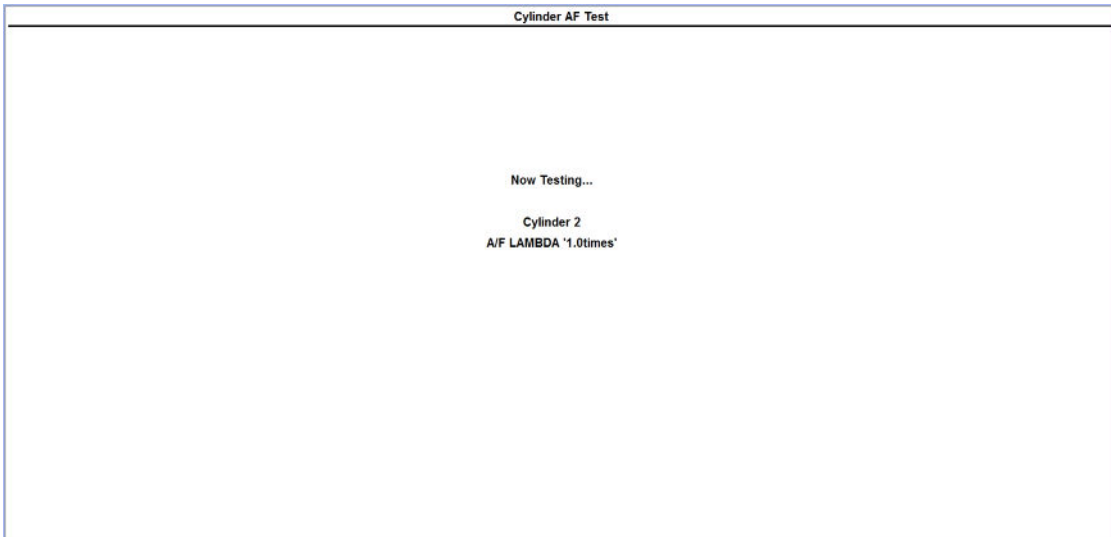 Cylinder AF Test
Now Testing...
Cylinder 2
A/F LAMBDA '1.0times'